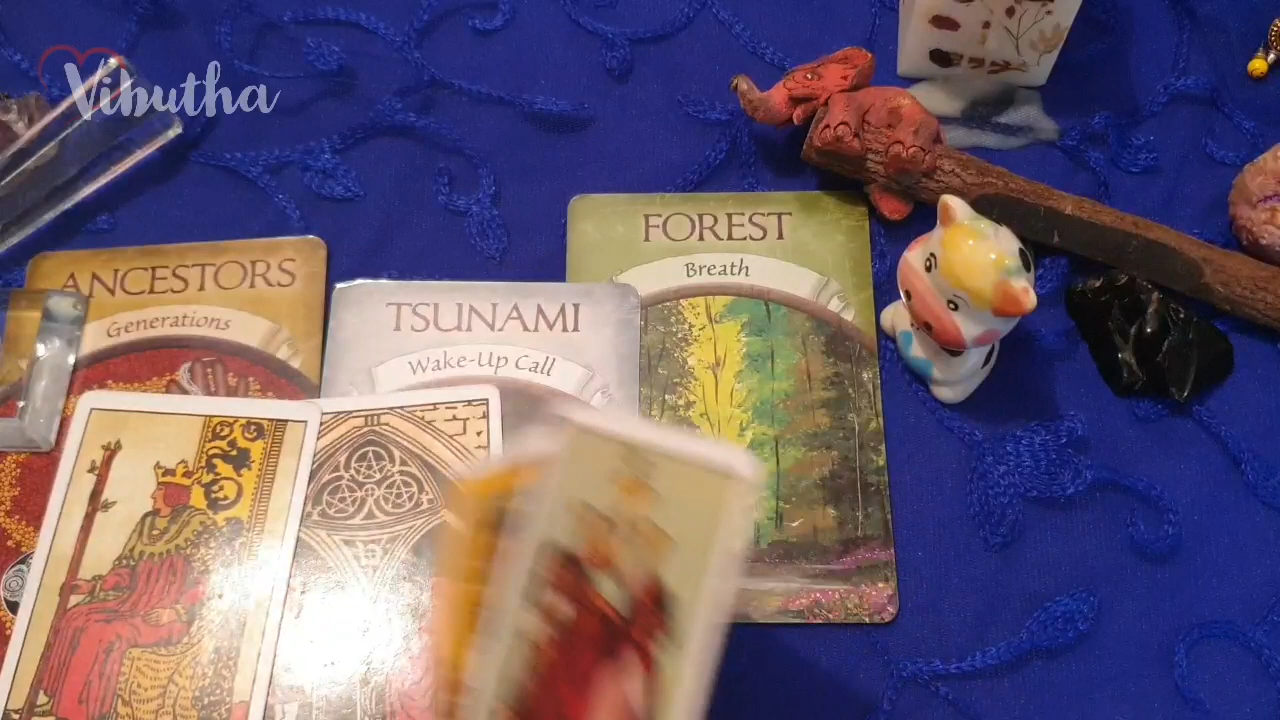 Vibutha
ANCESTORS
Generations
TSUNAMI
Wake-Up Call
FOREST
Breath